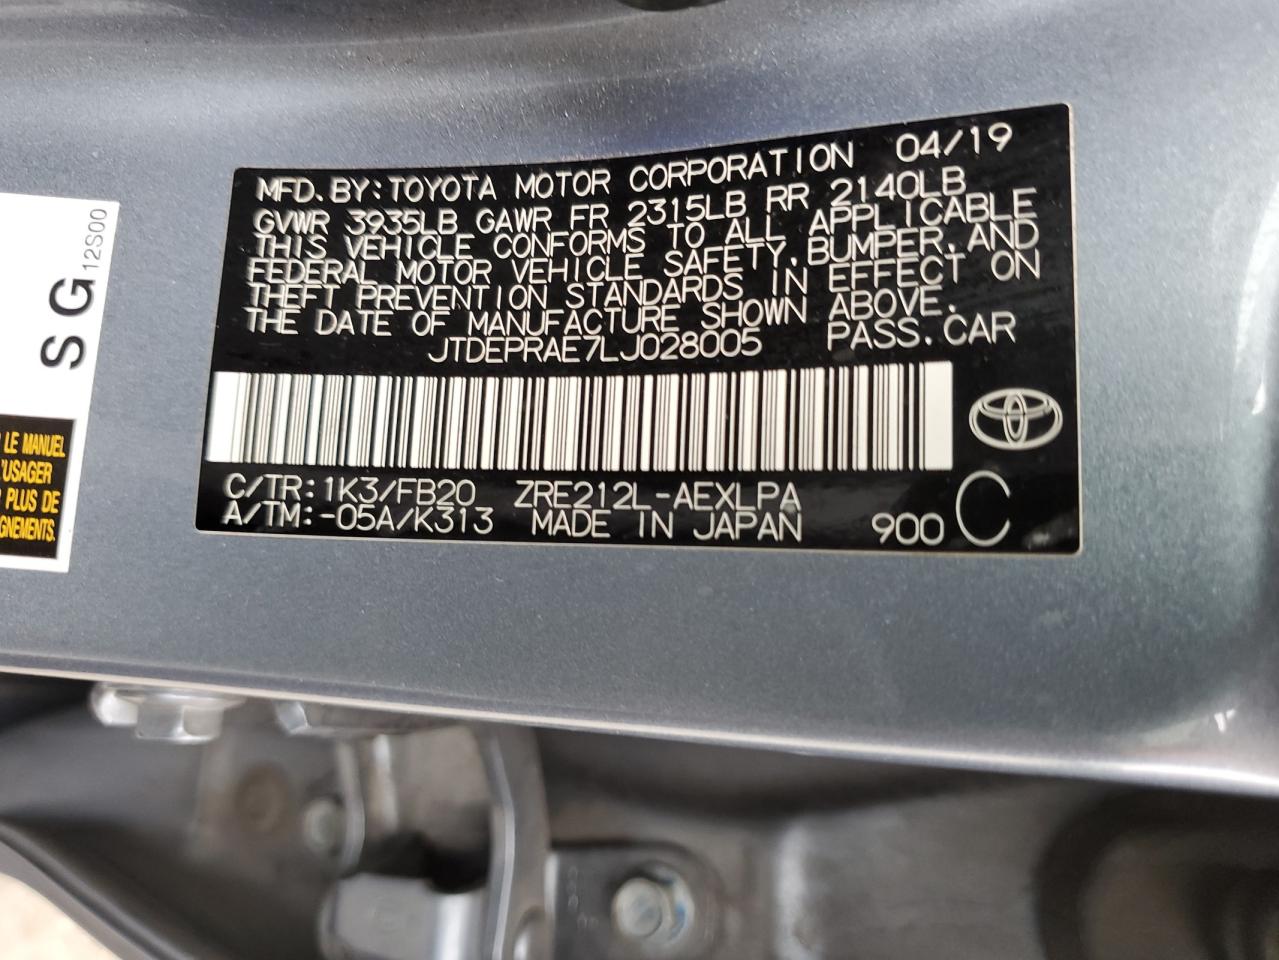 MFD.BY:TOYOTA MOTOR CORPORATION 04/19
GVWR 3935LB GAWR FR 2315LB RR 2140LB
THIS VEHICLE CONFORMS TO ALL APPLICABLE
FEDERAL MOTOR VEHICLE SAFETY,BUMPER,AND
THEFT PREVENTION STANDARDS IN EFFECT ON
THE DATE OF MANUFACTURE SHOWN ABOVE.
JTDEPRAE7LJ028005 PASS.CAR
C/TR:1K3/FB20 ZRE212L-AEXLPA
A/TM:-05A/K313 MADE IN JAPAN 900 C
SG 12S00
LE MANUEL
L'USAGER
PLUS DE